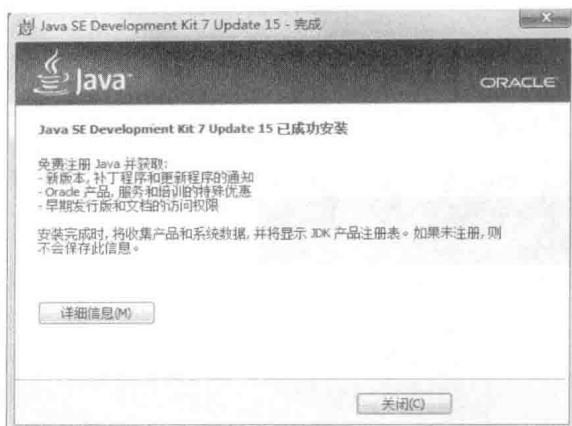 Java SE Development Kit 7 Update 15 - 完成
Java
ORACLE
Java SE Development Kit 7 Update 15 已成功安装
免费注册 Java 并获取:
- 新版本, 补丁程序和更新程序的通知
- Oracle 产品, 服务和培训的特殊优惠
- 早期发行版和文档的访问权限
安装完成时, 将收集产品和系统数据, 并将显示 JDK 产品注册表。如果未注册, 则
不会保存此信息。
详细信息(M)
关闭(C)